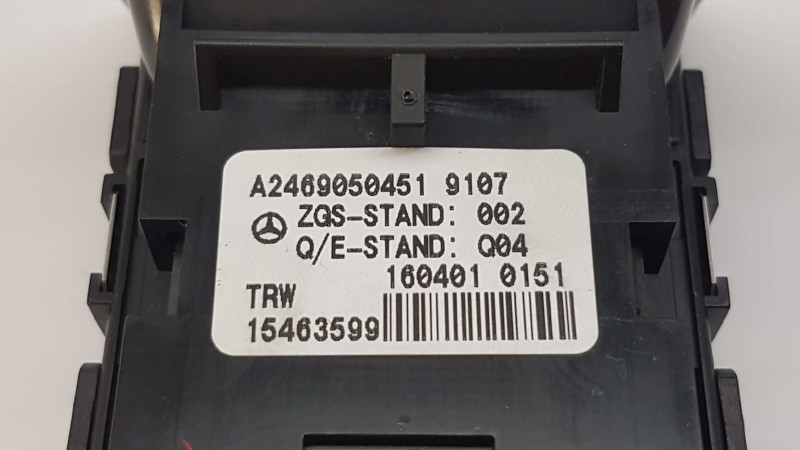 A2469050451 9107
ZGS-STAND: 002
Q/E-STAND: Q04
160401 0151
TRW
15463599